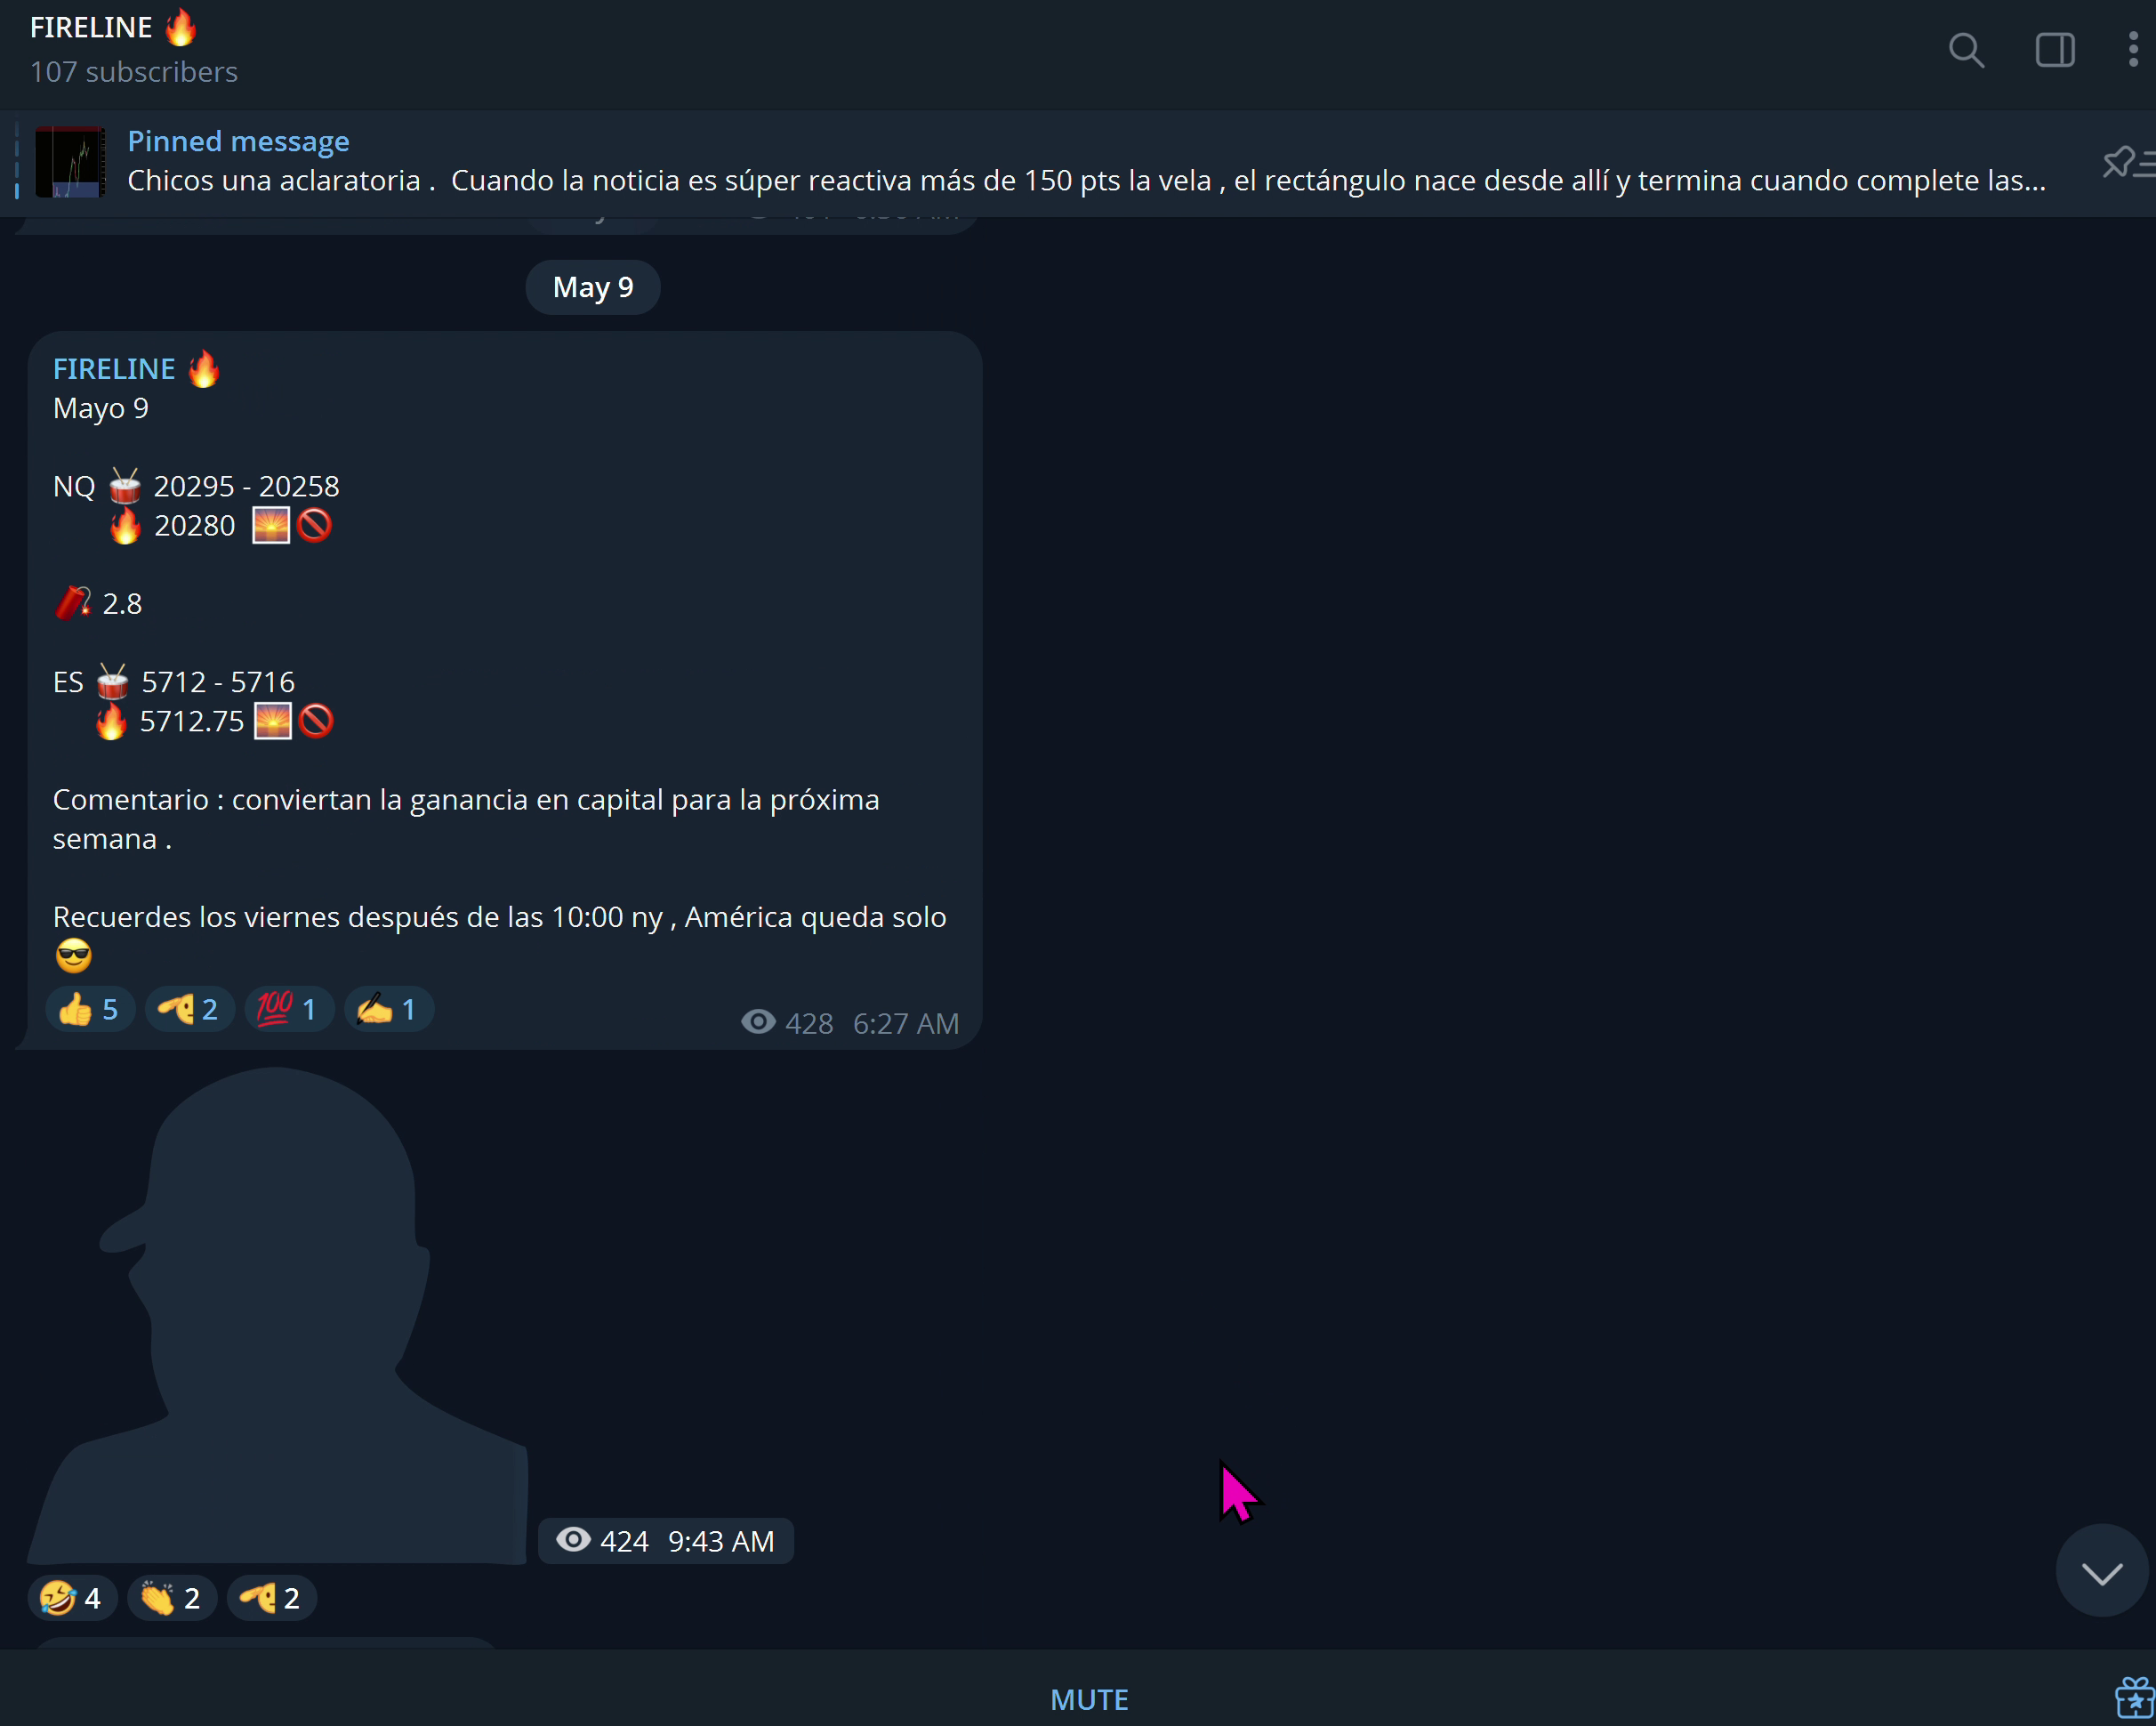 FIRELINE 🔥
107 subscribers
Pinned message
Chicos una aclaratoria .  Cuando la noticia es súper reactiva más de 150 pts la vela , el rectángulo nace desde allí y termina cuando complete las...
May 9
FIRELINE 🔥
Mayo 9
NQ 🥁 20295 - 20258
🔥 20280 🌅🚫
🧨 2.8
ES 🥁 5712 - 5716
🔥 5712.75 🌅🚫
Comentario : conviertan la ganancia en capital para la próxima
semana .
Recuerdes los viernes después de las 10:00 ny , América queda solo
😎
👍 5 🫡 2 💯 1 ✍ 1 428 6:27 AM
424 9:43 AM
🤣 4 👏 2 🫡 2
MUTE